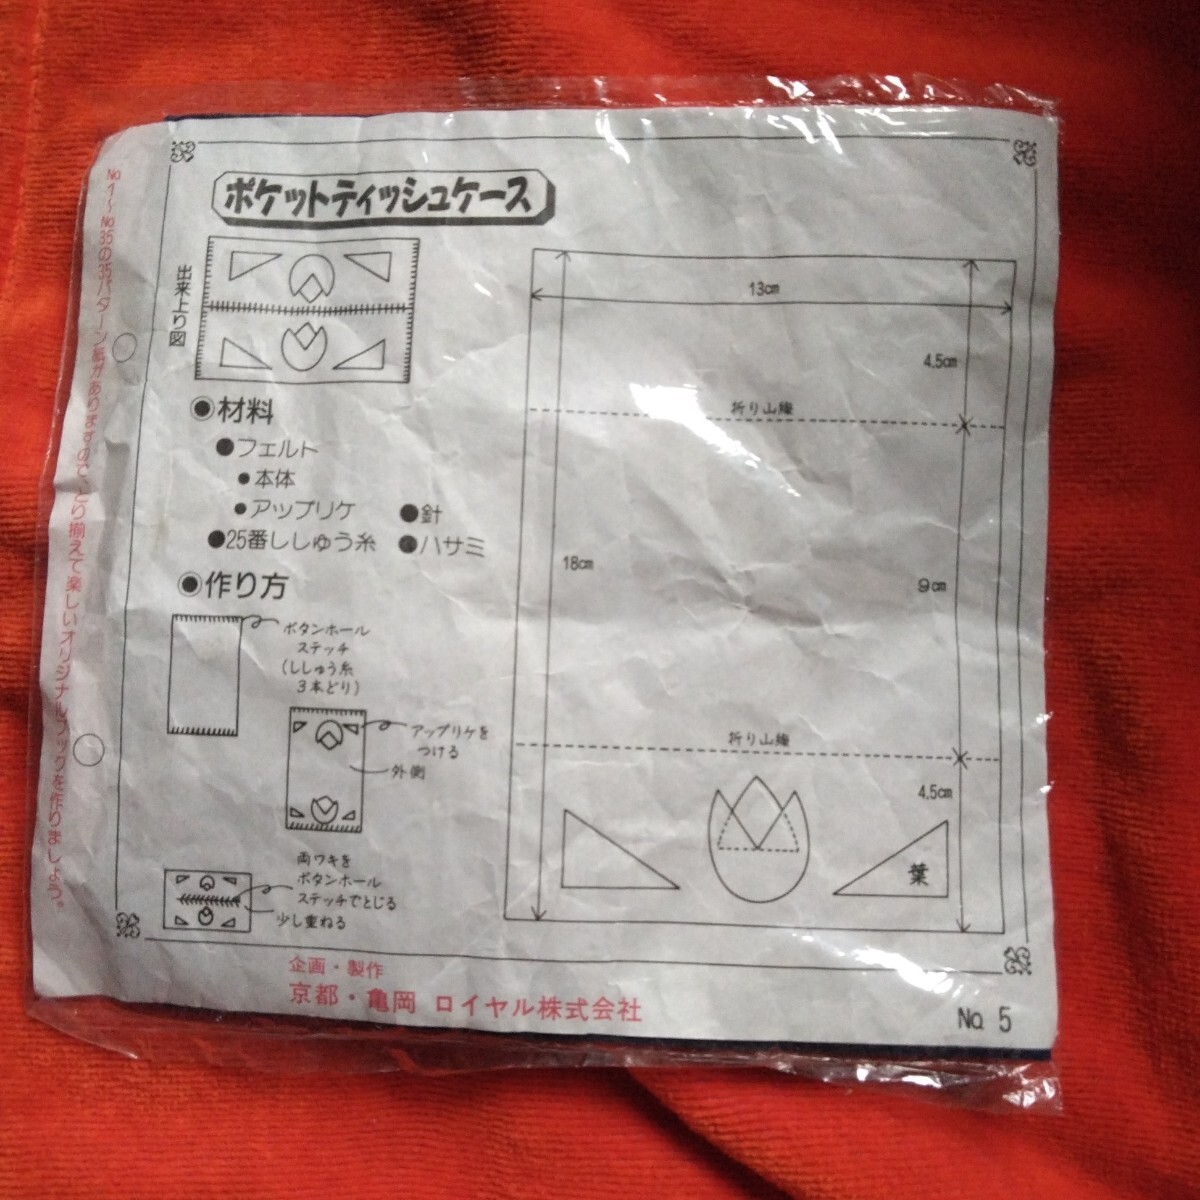 ポケットティッシュケース
出来上り図
◉材料
●フェルト
●本体
●アップリケ
●針
●25番ししゅう糸
●ハサミ
◉作り方
ボタンホール
ステッチ
(ししゅう糸
3本どり)
アップリケを
つける
外側
両ワキを
ボタンホール
ステッチでとじる
少し重ねる
13cm
4.5cm
折り山線
18cm
9cm
折り山線
4.5cm
葉
No.1〜No.35の35パターン紙がありますので、とり揃えて楽しいオリジナルブックを作りましょう。
企画・製作
京都・亀岡 ロイヤル株式会社
No. 5